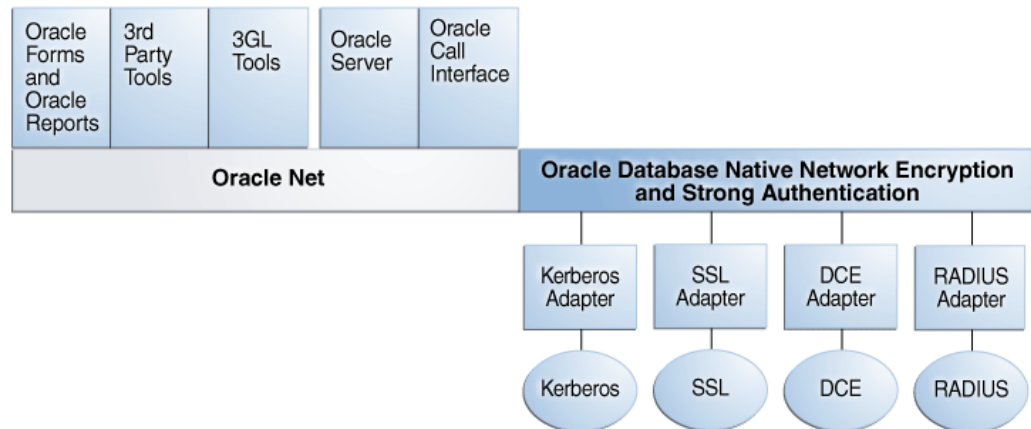 Oracle
Forms
and
Oracle
Reports
3rd
Party
Tools
3GL
Tools
Oracle
Server
Oracle
Call
Interface
Oracle Net
Oracle Database Native Network Encryption
and Strong Authentication
Kerberos
Adapter
SSL
Adapter
DCE
Adapter
RADIUS
Adapter
Kerberos
SSL
DCE
RADIUS